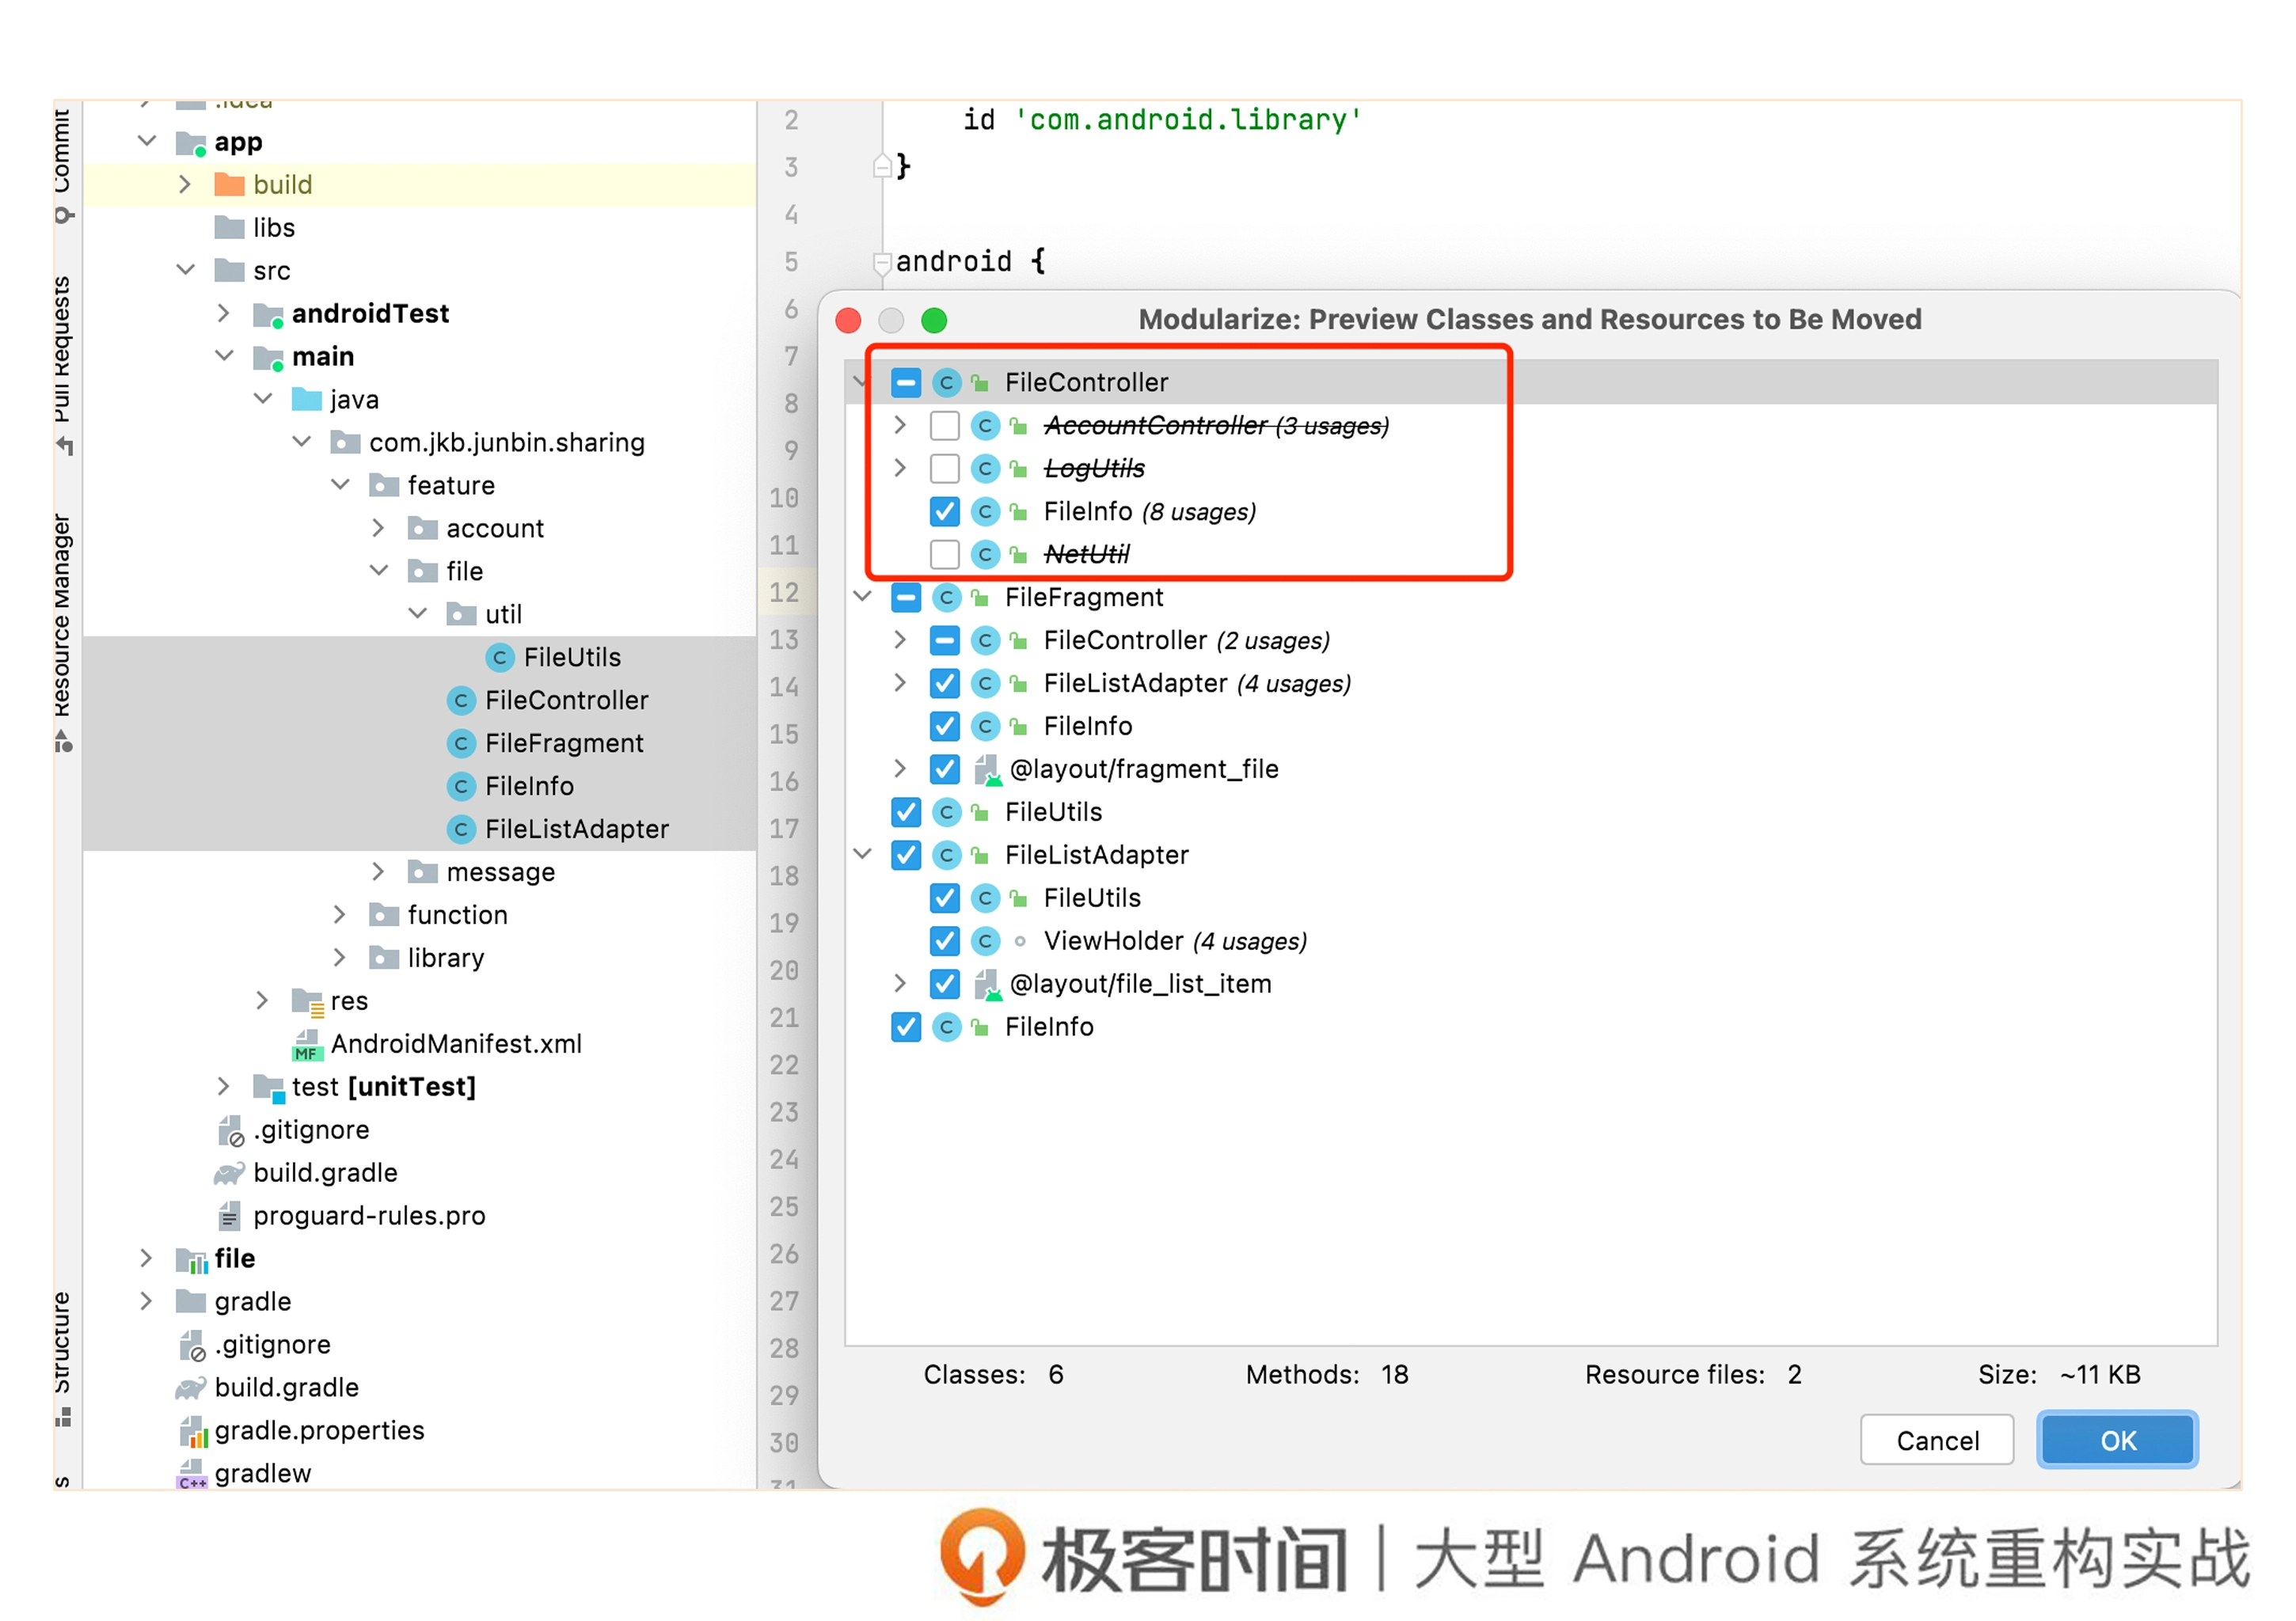 Commit
Pull Requests
Resource Manager
Structure
s
.idea
app
build
libs
src
androidTest
main
java
com.jkb.junbin.sharing
feature
account
file
util
FileUtils
FileController
FileFragment
FileInfo
FileListAdapter
message
function
library
res
AndroidManifest.xml
test [unitTest]
.gitignore
build.gradle
proguard-rules.pro
file
gradle
.gitignore
build.gradle
gradle.properties
gradlew
2 id 'com.android.library'
3 }
4
5 android {
6
7
8
9
10
11
12
13
14
15
16
17
18
19
20
21
22
23
24
25
26
27
28
29
30
31
Modularize: Preview Classes and Resources to Be Moved
FileController
AccountController (3 usages)
LogUtils
FileInfo (8 usages)
NetUtil
FileFragment
FileController (2 usages)
FileListAdapter (4 usages)
FileInfo
@layout/fragment_file
FileUtils
FileListAdapter
FileUtils
ViewHolder (4 usages)
@layout/file_list_item
FileInfo
Classes: 6 Methods: 18 Resource files: 2 Size: ~11 KB
Cancel OK
极客时间 | 大型 Android 系统重构实战